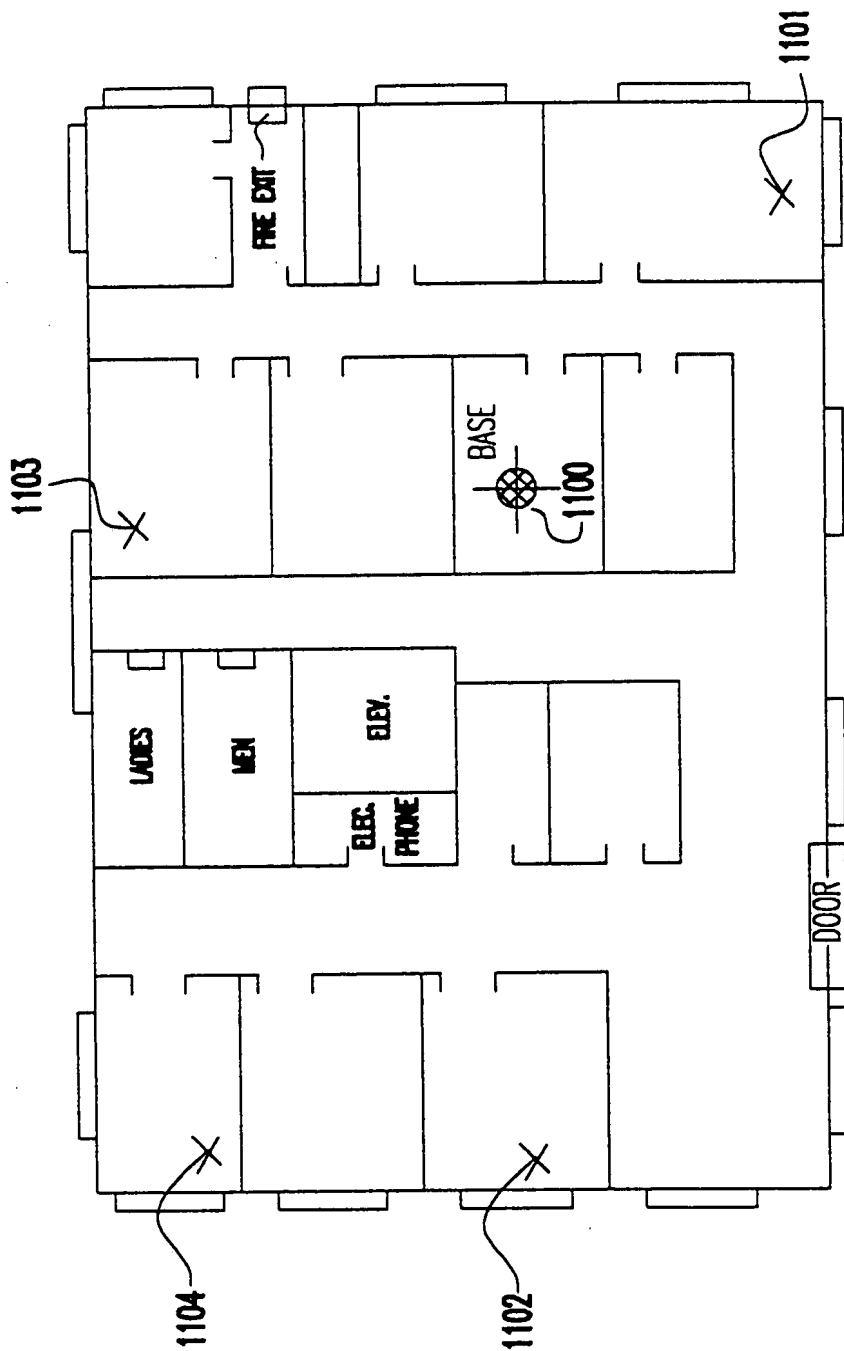 1101
FIRE EXIT
1103
BASE
1100
LADIES
MEN
ELEV.
ELEC.
PHONE
DOOR
1104
1102